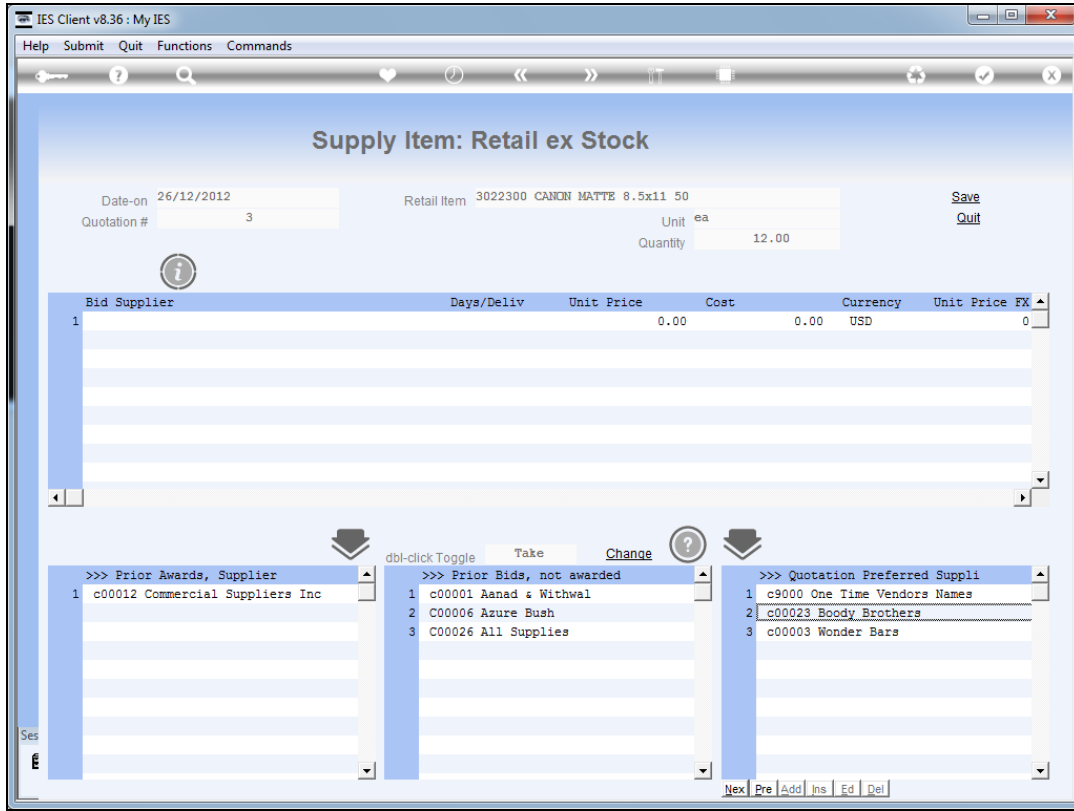 IES Client v8.36 : My IES
Help Submit Quit Functions Commands
Supply Item: Retail ex Stock
Date-on 26/12/2012 Retail Item 3022300 CANON MATTE 8.5x11 50 Save
Quotation # 3 Unit ea Quit
Quantity 12.00
Bid Supplier Days/Deliv Unit Price Cost Currency Unit Price FX
1 0.00 0.00 USD 0
dbl-click Toggle Take Change
>>> Prior Awards, Supplier >>> Prior Bids, not awarded >>> Quotation Preferred Suppli
1 c00012 Commercial Suppliers Inc 1 c00001 Aanad & Withwal 1 c9000 One Time Vendors Names
2 C00006 Azure Bush 2 c00023 Boody Brothers
3 C00026 All Supplies 3 c00003 Wonder Bars
Ses
Nex Pre Add Ins Ed Del